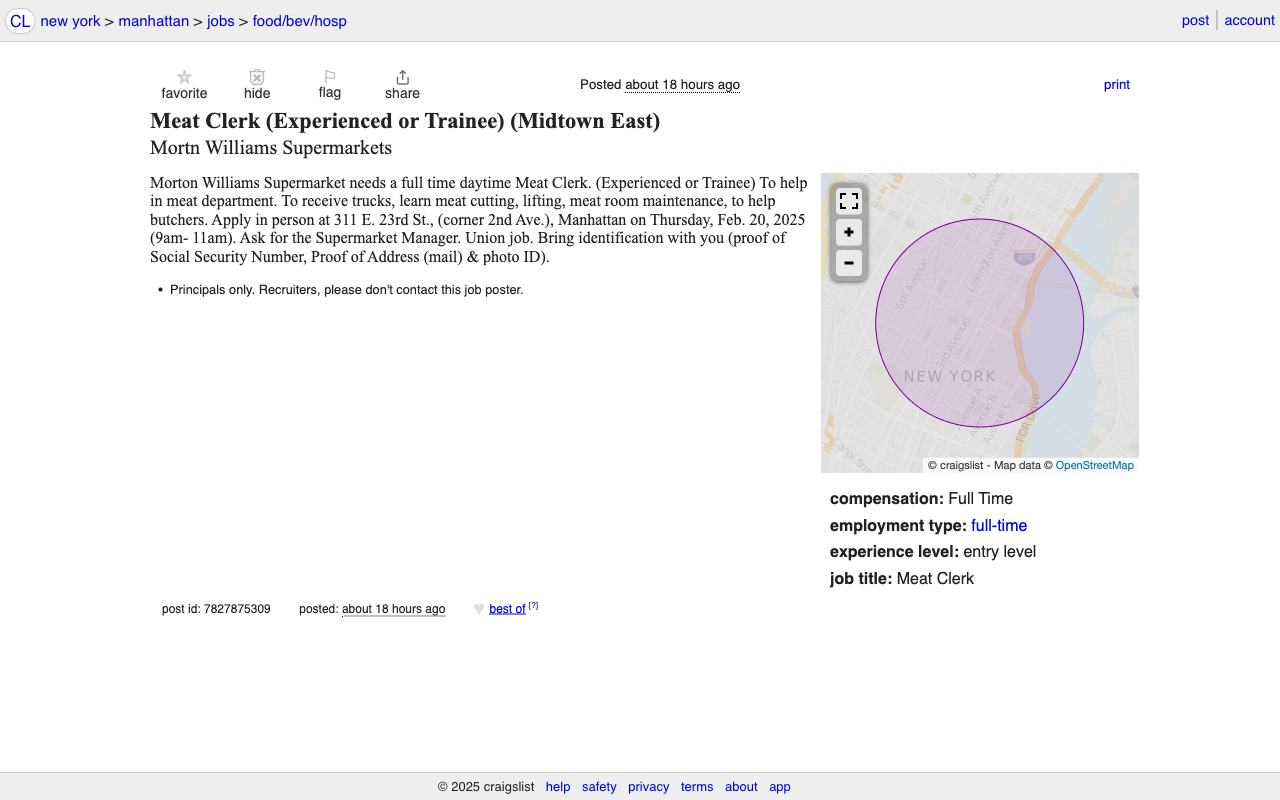 CL new york > manhattan > jobs > food/bev/hosp post account
favorite hide flag share Posted about 18 hours ago print
Meat Clerk (Experienced or Trainee) (Midtown East)
Mortn Williams Supermarkets
Morton Williams Supermarket needs a full time daytime Meat Clerk. (Experienced or Trainee) To help
in meat department. To receive trucks, learn meat cutting, lifting, meat room maintenance, to help
butchers. Apply in person at 311 E. 23rd St., (corner 2nd Ave.), Manhattan on Thursday, Feb. 20, 2025
(9am- 11am). Ask for the Supermarket Manager. Union job. Bring identification with you (proof of
Social Security Number, Proof of Address (mail) & photo ID).
• Principals only. Recruiters, please don't contact this job poster.
+
-
6th Avenue
Lexington Avenue
495
6th Avenue
3rd Avenue
NEW YORK
Avenue A
Avenue B
Avenue C
FDR Drive
Canal Stre
© craigslist - Map data © OpenStreetMap
compensation: Full Time
employment type: full-time
experience level: entry level
job title: Meat Clerk
post id: 7827875309 posted: about 18 hours ago ♥ best of [?]
© 2025 craigslist help safety privacy terms about app